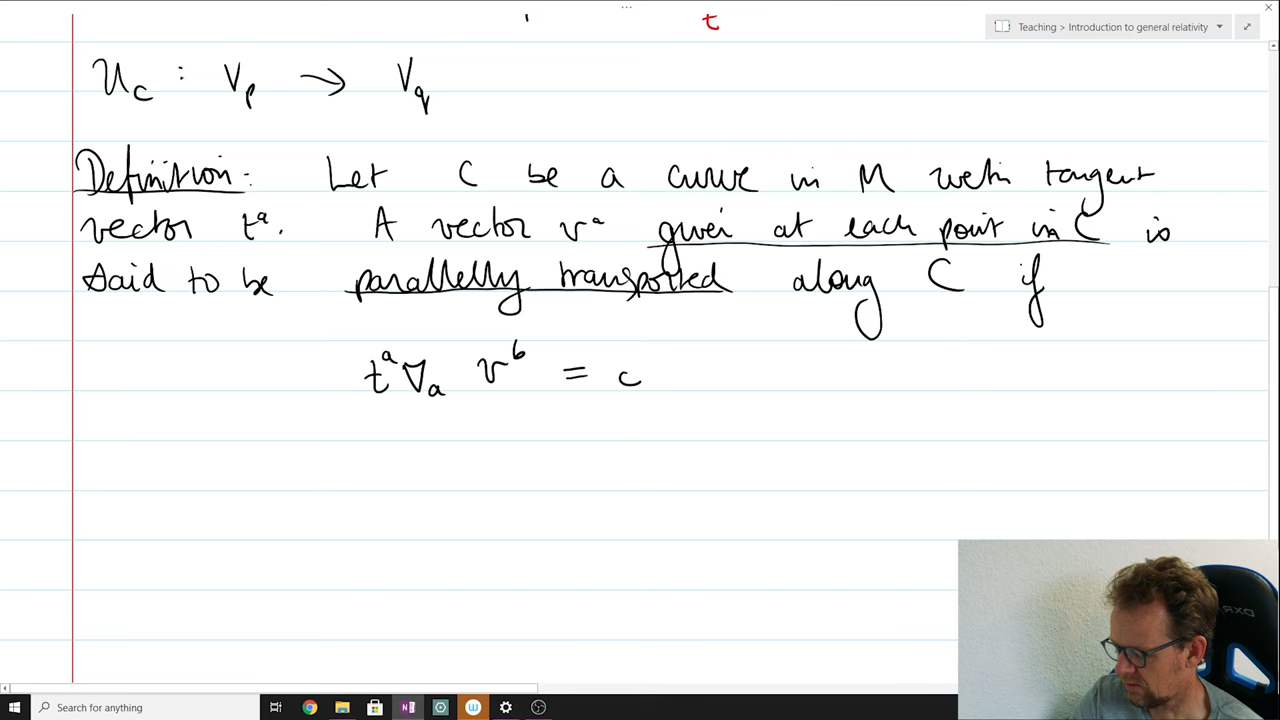 t
Teaching > Introduction to general relativity
U_C : V_p → V_q
Definition: Let C be a curve in M with tangent
vector t^a. A vector v^a given at each point in C is
said to be parallelly transported along C if
t^a ∇_a v^b = c
DXR
Search for anything